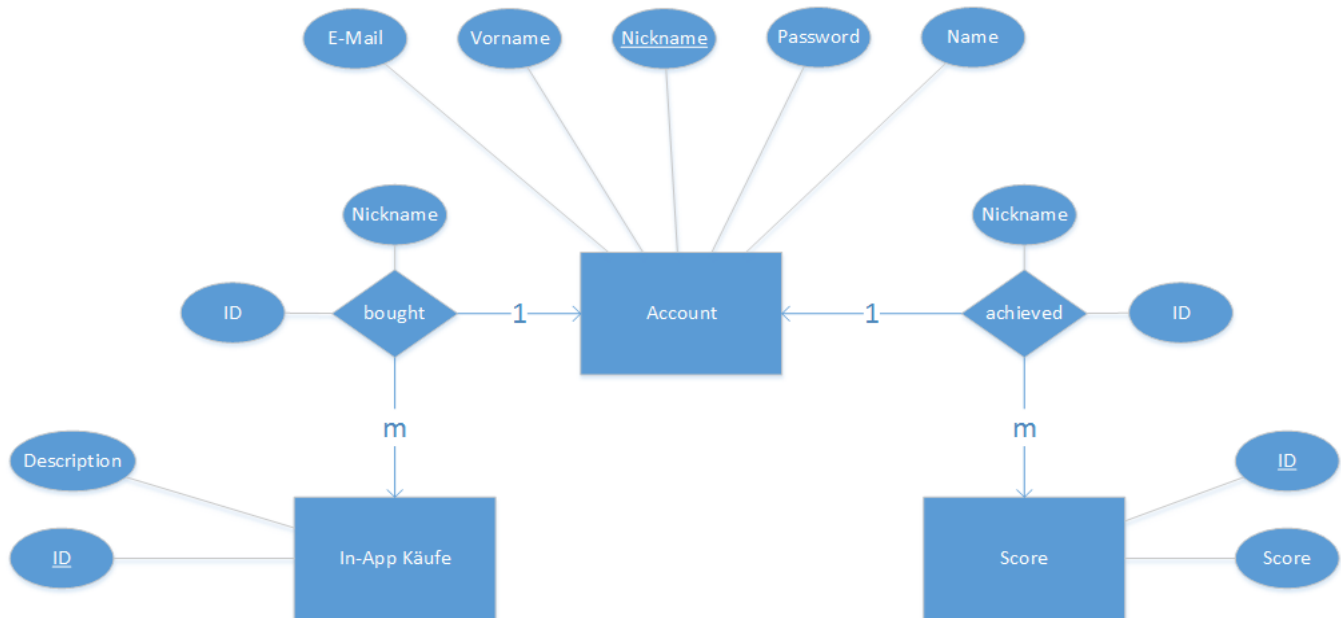 E-Mail
Vorname
Nickname
Password
Name
Nickname
Nickname
ID
bought
1
Account
1
achieved
ID
m
m
Description
ID
ID
In-App Käufe
Score
Score